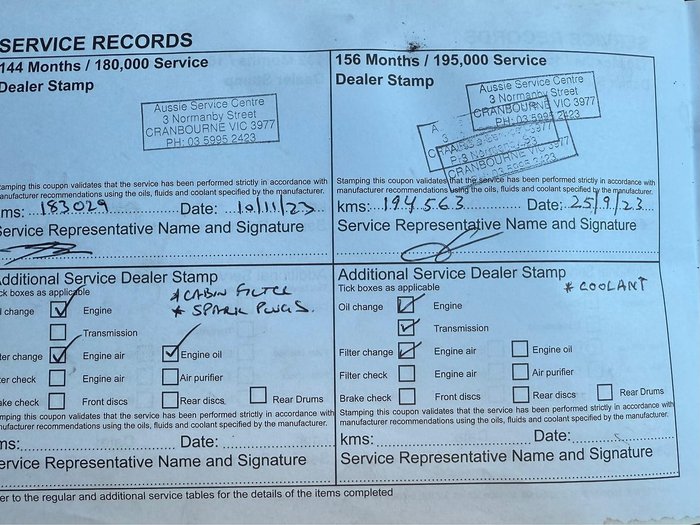 SERVICE RECORDS
144 Months / 180,000 Service
Dealer Stamp
Aussie Service Centre
3 Normanby Street
CRANBOURNE VIC 3977
PH: 03 5995 2423
amping this coupon validates that the service has been performed strictly in accordance with
anufacturer recommendations using the oils, fluids and coolant specified by the manufacturer.
ms: 183029 Date: 10/11/23
ervice Representative Name and Signature
dditional Service Dealer Stamp
ck boxes as applicable
* CABIN FILTER
* SPARK PLUGS.
l change Engine
Transmission
ter change Engine air Engine oil
ter check Engine air Air purifier
ake check Front discs Rear discs Rear Drums
mping this coupon validates that the service has been performed strictly in accordance with
nufacturer recommendations using the oils, fluids and coolant specified by the manufacturer.
ms: Date:
ervice Representative Name and Signature
er to the regular and additional service tables for the details of the items completed
156 Months / 195,000 Service
Dealer Stamp
Aussie Service Centre
3 Normanby Street
CRANBOURNE VIC 3977
PH: 03 5995 2423
CRANBOURNE VIC 3977
Stamping this coupon validates that the service has been performed strictly in accordance with
manufacturer recommendations using the oils, fluids and coolant specified by the manufacturer.
kms: 194563 Date: 25/9/23
Service Representative Name and Signature
Additional Service Dealer Stamp
Tick boxes as applicable
* COOLANT
Oil change Engine
Transmission
Filter change Engine air Engine oil
Filter check Engine air Air purifier
Brake check Front discs Rear discs Rear Drums
Stamping this coupon validates that the service has been performed strictly in accordance with
manufacturer recommendations using the oils, fluids and coolant specified by the manufacturer.
kms: Date:
Service Representative Name and Signature